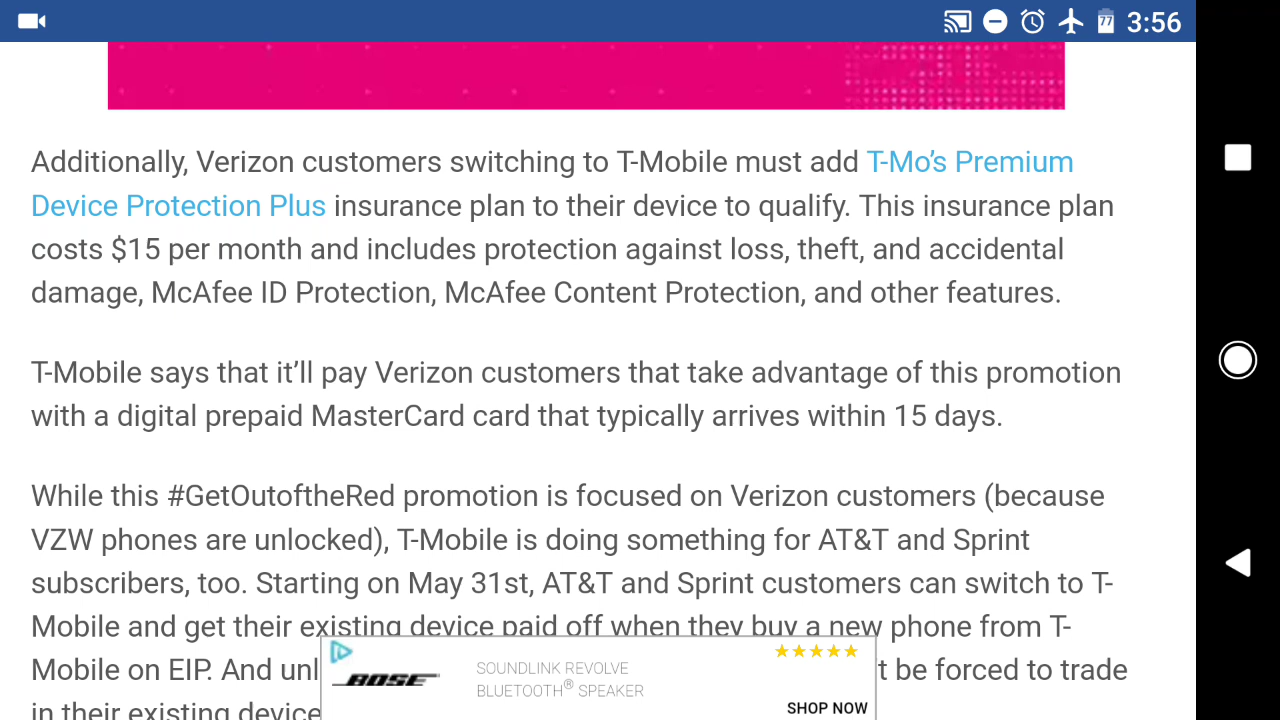 77 3:56
Additionally, Verizon customers switching to T-Mobile must add T-Mo’s Premium
Device Protection Plus insurance plan to their device to qualify. This insurance plan
costs $15 per month and includes protection against loss, theft, and accidental
damage, McAfee ID Protection, McAfee Content Protection, and other features.
T-Mobile says that it’ll pay Verizon customers that take advantage of this promotion
with a digital prepaid MasterCard card that typically arrives within 15 days.
While this #GetOutoftheRed promotion is focused on Verizon customers (because
VZW phones are unlocked), T-Mobile is doing something for AT&T and Sprint
subscribers, too. Starting on May 31st, AT&T and Sprint customers can switch to T-
Mobile and get their existing device paid off when they buy a new phone from T-
Mobile on EIP. And unl t be forced to trade
in their existing device
BOSE
SOUNDLINK REVOLVE
BLUETOOTH® SPEAKER
SHOP NOW